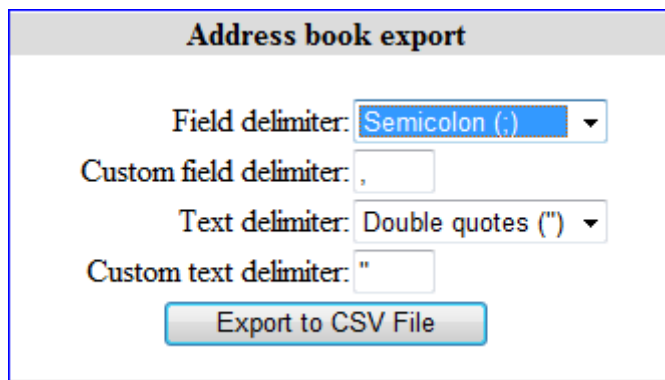 Address book export
Field delimiter: Semicolon (;)
Custom field delimiter: ,
Text delimiter: Double quotes (")
Custom text delimiter: "
Export to CSV File